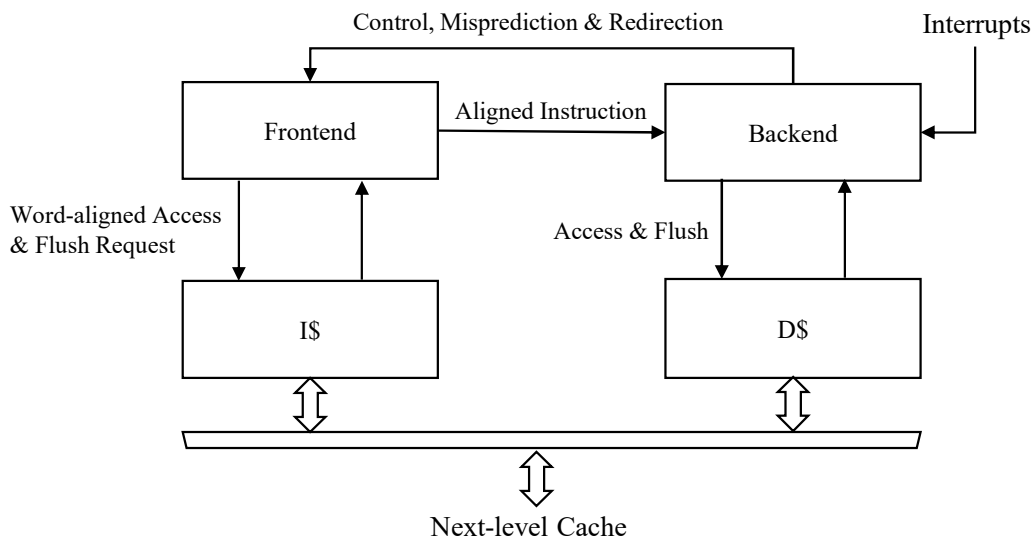 Control, Misprediction & Redirection
Interrupts
Frontend
Aligned Instruction
Backend
Word-aligned Access
& Flush Request
Access & Flush
I$
D$
Next-level Cache